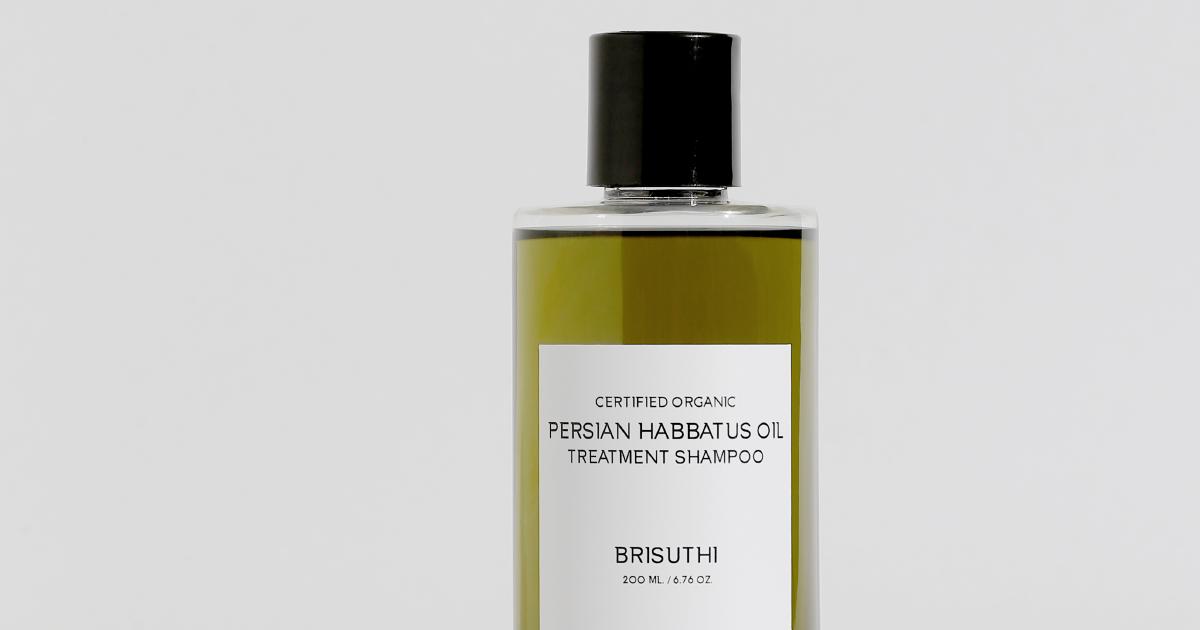 CERTIFIED ORGANIC
PERSIAN HABBATUS OIL
TREATMENT SHAMPOO
BRISUTHI
200 ML. / 6.76 OZ.